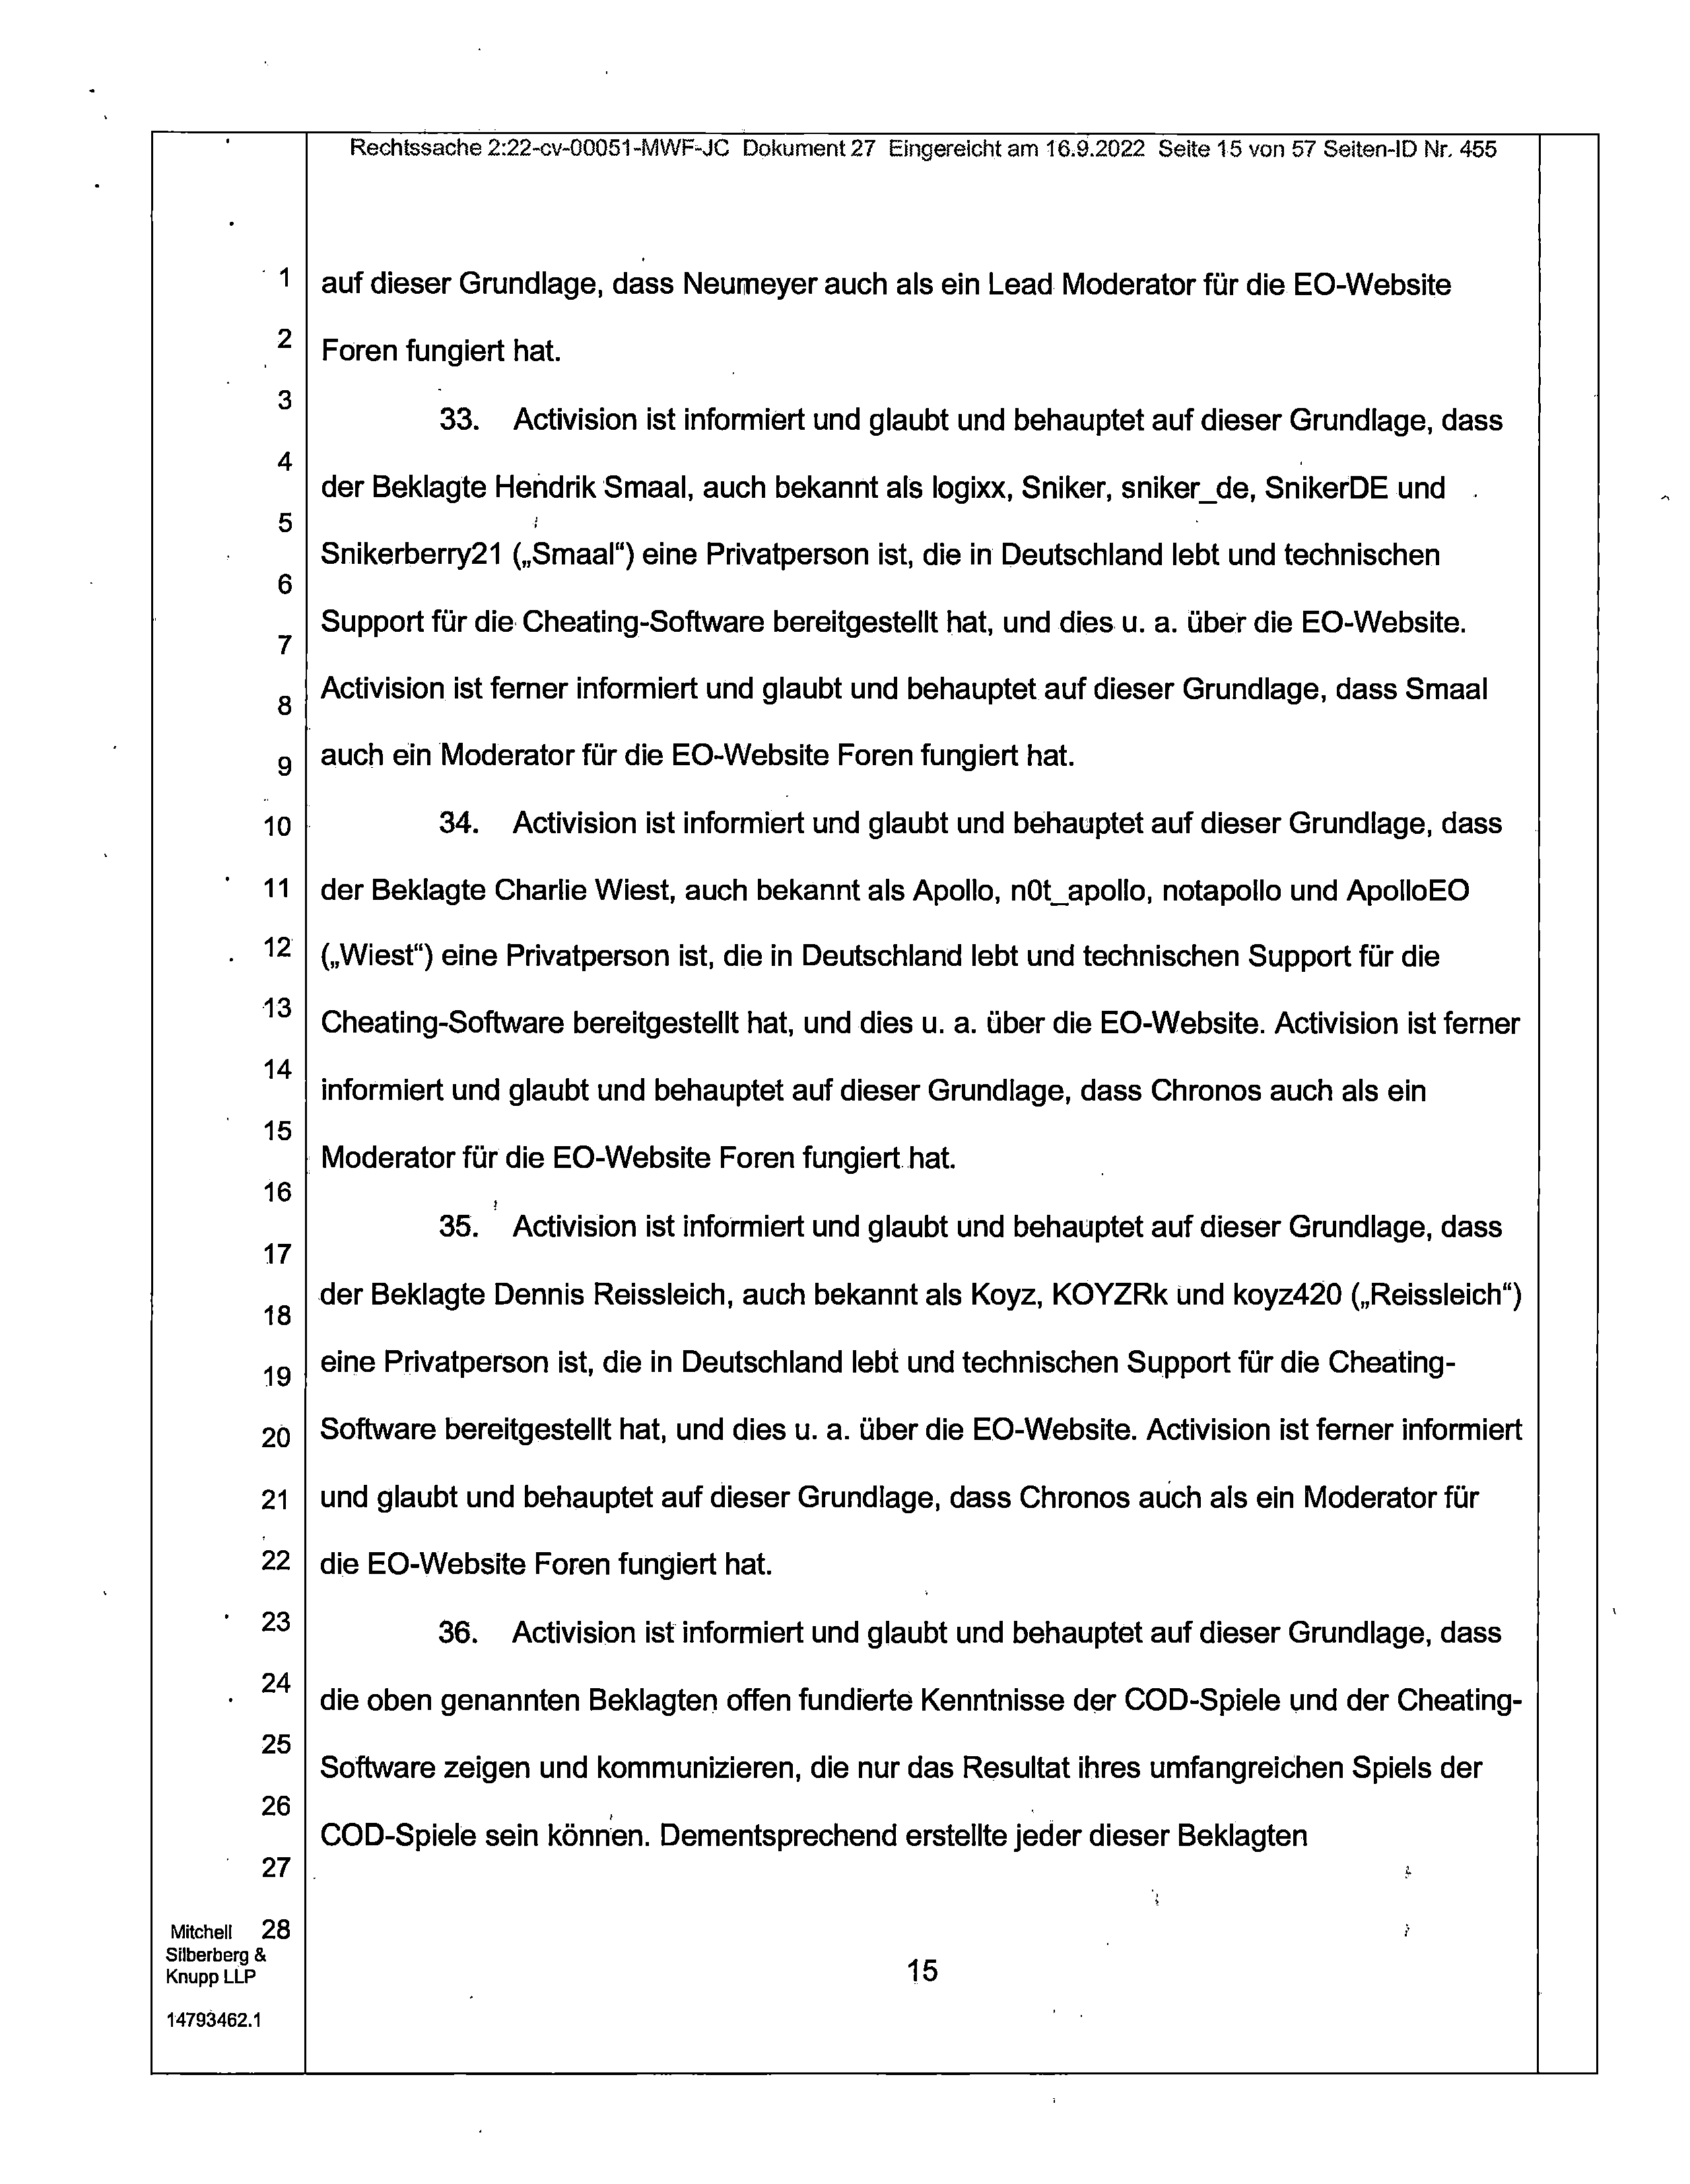 Rechtssache 2:22-cv-00051-MWF-JC Dokument 27 Eingereicht am 16.9.2022 Seite 15 von 57 Seiten-ID Nr. 455
1 auf dieser Grundlage, dass Neumeyer auch als ein Lead Moderator für die EO-Website
2 Foren fungiert hat.
3 33. Activision ist informiert und glaubt und behauptet auf dieser Grundlage, dass
4 der Beklagte Hendrik Smaal, auch bekannt als logixx, Sniker, sniker_de, SnikerDE und
5 Snikerberry21 („Smaal“) eine Privatperson ist, die in Deutschland lebt und technischen
6 Support für die Cheating-Software bereitgestellt hat, und dies u. a. über die EO-Website.
7
8 Activision ist ferner informiert und glaubt und behauptet auf dieser Grundlage, dass Smaal
9 auch ein Moderator für die EO-Website Foren fungiert hat.
10 34. Activision ist informiert und glaubt und behauptet auf dieser Grundlage, dass
11 der Beklagte Charlie Wiest, auch bekannt als Apollo, n0t_apollo, notapollo und ApolloEO
12 („Wiest“) eine Privatperson ist, die in Deutschland lebt und technischen Support für die
13 Cheating-Software bereitgestellt hat, und dies u. a. über die EO-Website. Activision ist ferner
14 informiert und glaubt und behauptet auf dieser Grundlage, dass Chronos auch als ein
15 Moderator für die EO-Website Foren fungiert hat.
16 35. Activision ist informiert und glaubt und behauptet auf dieser Grundlage, dass
17
18 der Beklagte Dennis Reissleich, auch bekannt als Koyz, KOYZRk und koyz420 („Reissleich“)
19 eine Privatperson ist, die in Deutschland lebt und technischen Support für die Cheating-
20 Software bereitgestellt hat, und dies u. a. über die EO-Website. Activision ist ferner informiert
21 und glaubt und behauptet auf dieser Grundlage, dass Chronos auch als ein Moderator für
22 die EO-Website Foren fungiert hat.
23 36. Activision ist informiert und glaubt und behauptet auf dieser Grundlage, dass
24 die oben genannten Beklagten offen fundierte Kenntnisse der COD-Spiele und der Cheating-
25 Software zeigen und kommunizieren, die nur das Resultat ihres umfangreichen Spiels der
26 COD-Spiele sein können. Dementsprechend erstellte jeder dieser Beklagten
27
28
Mitchell
Silberberg &
Knupp LLP
15
14793462.1